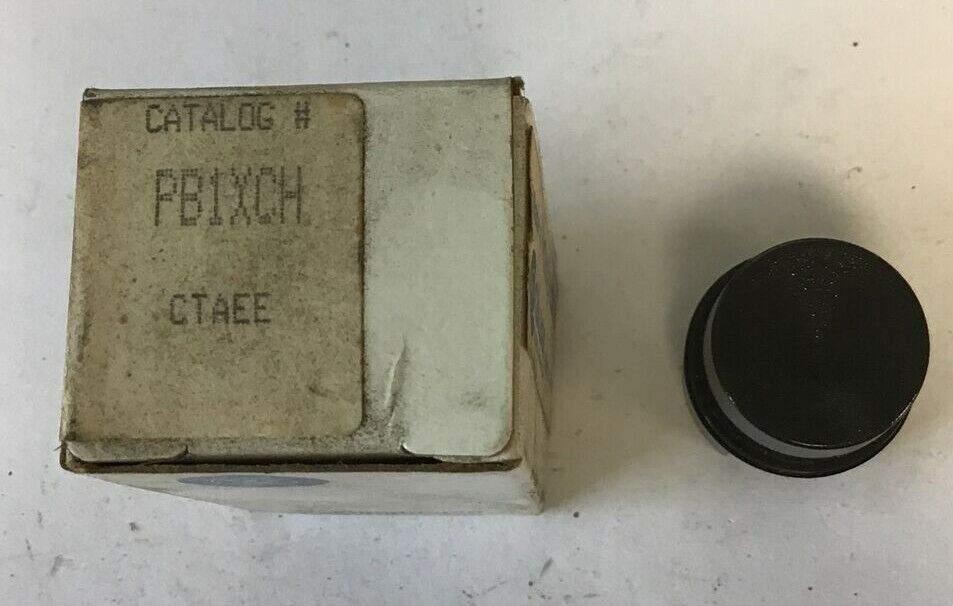 CATALOG #
PB1XCH
CTAEE